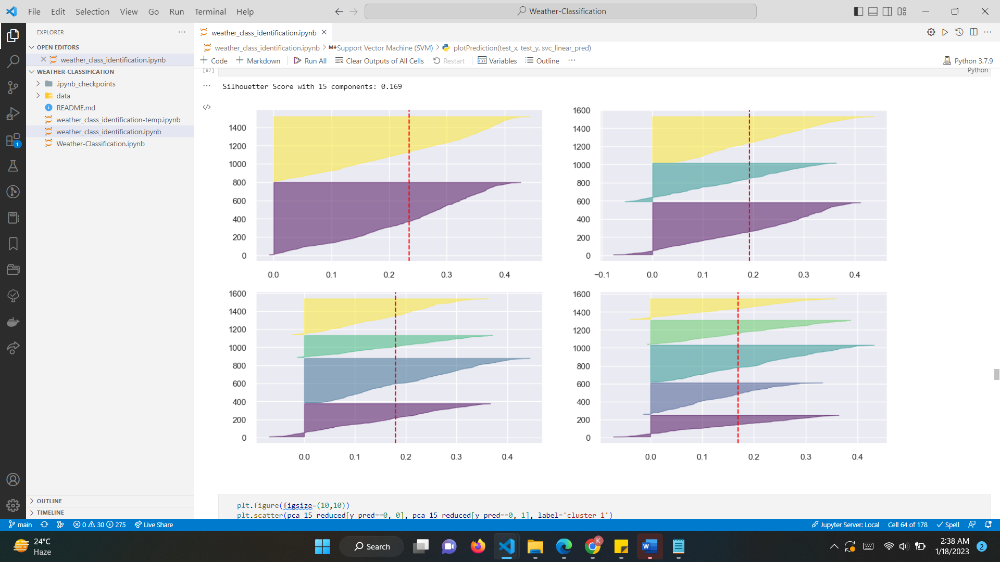 File Edit Selection View Go Run Terminal Help
Weather-Classification
EXPLORER
OPEN EDITORS
weather_class_identification.ipynb
WEATHER-CLASSIFICATION
.ipynb_checkpoints
data
README.md
weather_class_identification-temp.ipynb
weather_class_identification.ipynb
Weather-Classification.ipynb
OUTLINE
TIMELINE
weather_class_identification.ipynb
weather_class_identification.ipynb > M↓Support Vector Machine (SVM) > plotPrediction(test_x, test_y, svc_linear_pred)
+ Code + Markdown Run All Clear Outputs of All Cells Restart Variables Outline ...
Python 3.7.9
[87]
Python
Silhouetter Score with 15 components: 0.169
1400
1200
1000
800
600
400
200
0
0.0 0.1 0.2 0.3 0.4
1600
1400
1200
1000
800
600
400
200
0
−0.1 0.0 0.1 0.2 0.3 0.4
1600
1400
1200
1000
800
600
400
200
0
0.0 0.1 0.2 0.3 0.4
1600
1400
1200
1000
800
600
400
200
0
0.0 0.1 0.2 0.3 0.4
plt.figure(figsize=(10,10))
plt.scatter(pca_15_reduced[y_pred==0, 0], pca_15_reduced[y_pred==0, 1], label='cluster 1')
1
main 0 30 275 Live Share
Jupyter Server: Local Cell 64 of 178 Spell
24°C
Haze
Search
K
W
2:38 AM
1/18/2023
2